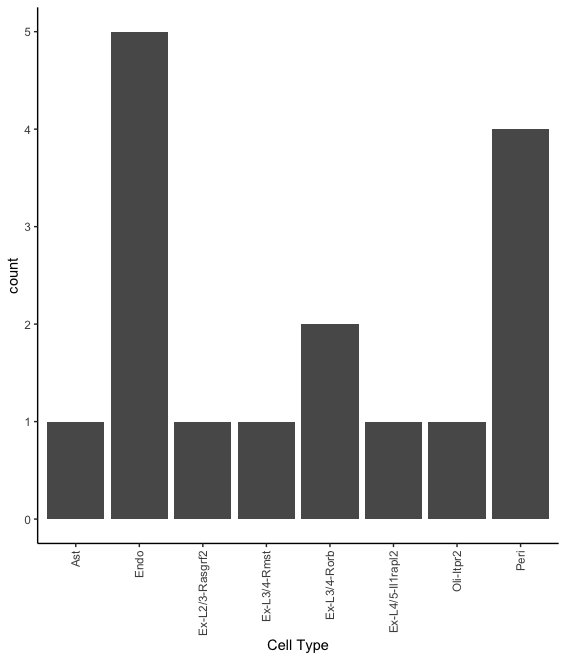 count
5
4
3
2
1
0
Ast
Endo
Ex-L2/3-Rasgrf2
Ex-L3/4-Rmst
Ex-L3/4-Rorb
Ex-L4/5-Il1rapl2
Oli-Itpr2
Peri
Cell Type